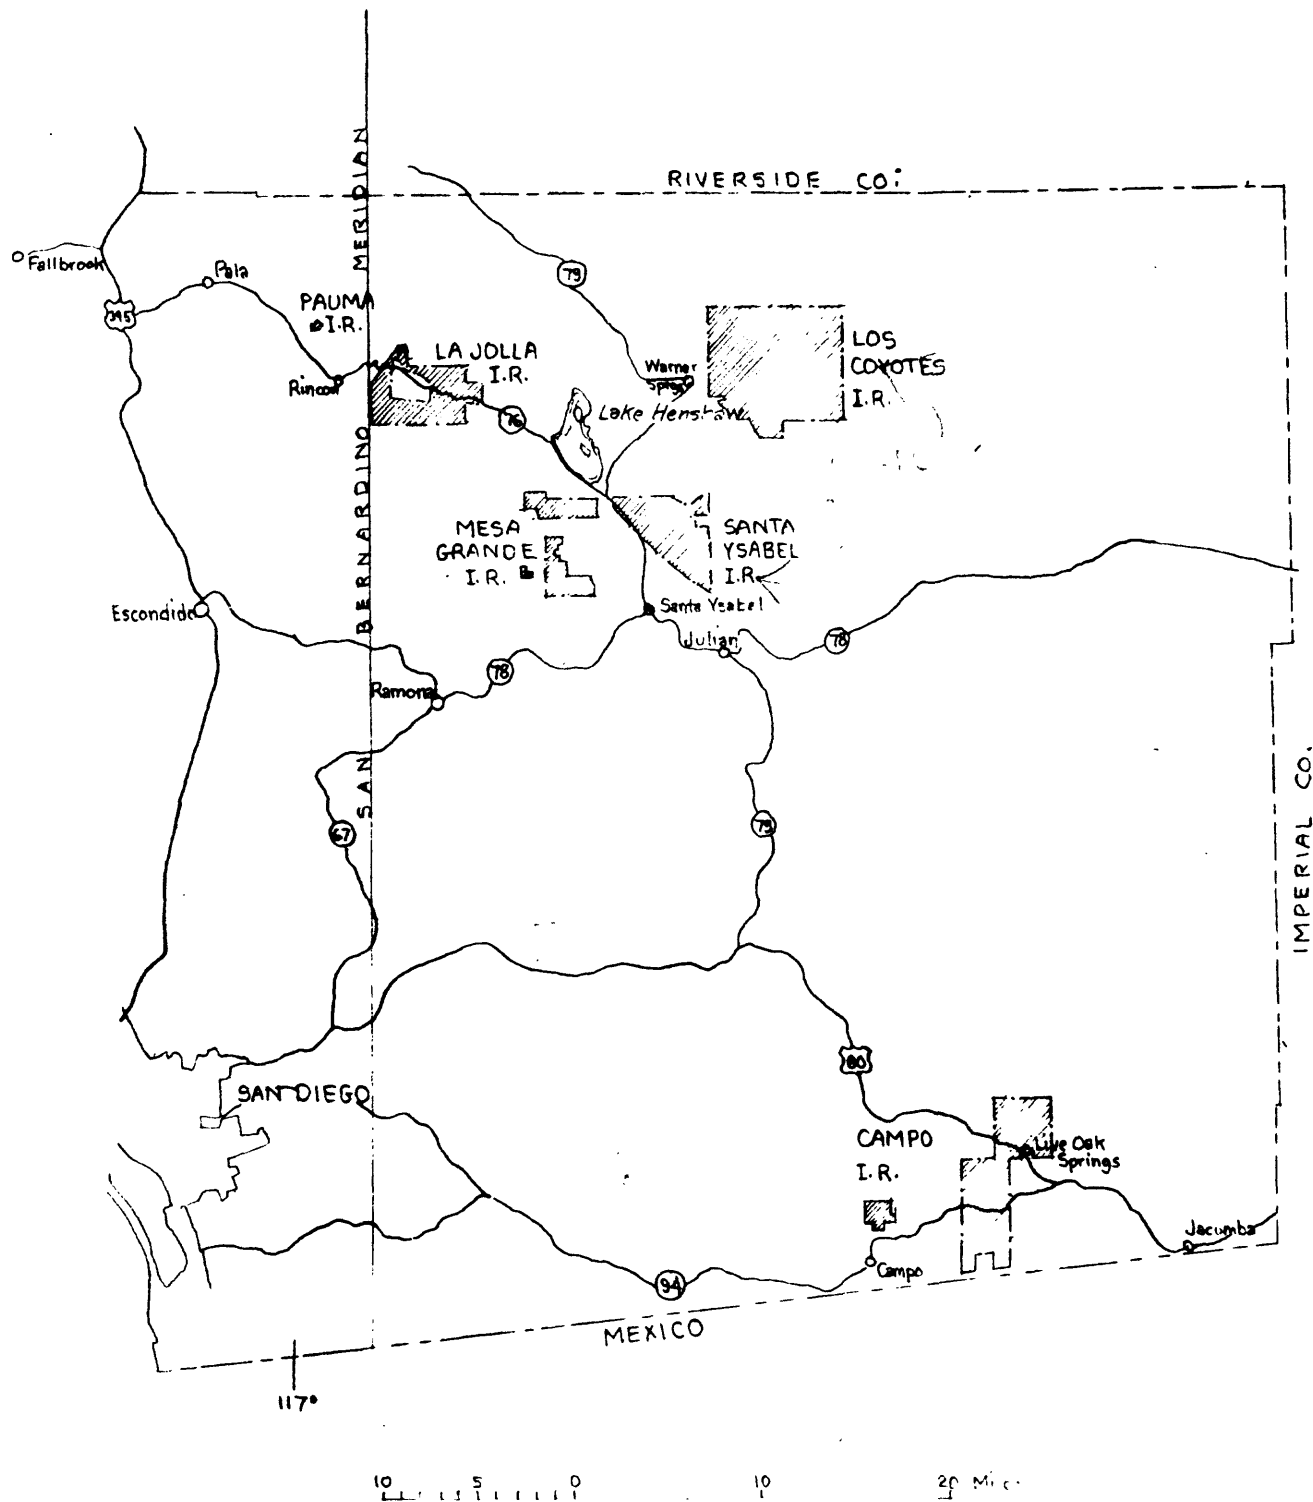 RIVERSIDE CO.
SAN BERNARDINO MERIDIAN
Fallbrook
Pala
79
395
PAUMA
I.R.
LA JOLLA
I.R.
Warner
LOS
COYOTES
I.R.
Rincon
76
Lake Henshaw
MESA
GRANDE
I.R.
SANTA
YSABEL
I.R.
Escondido
Santa Ysabel
Julian
78
78
Ramona
67
79
IMPERIAL CO.
80
SAN DIEGO
CAMPO
I.R.
Live Oak
Springs
Jacumba
Campo
94
MEXICO
117°
10 5 0 10 20